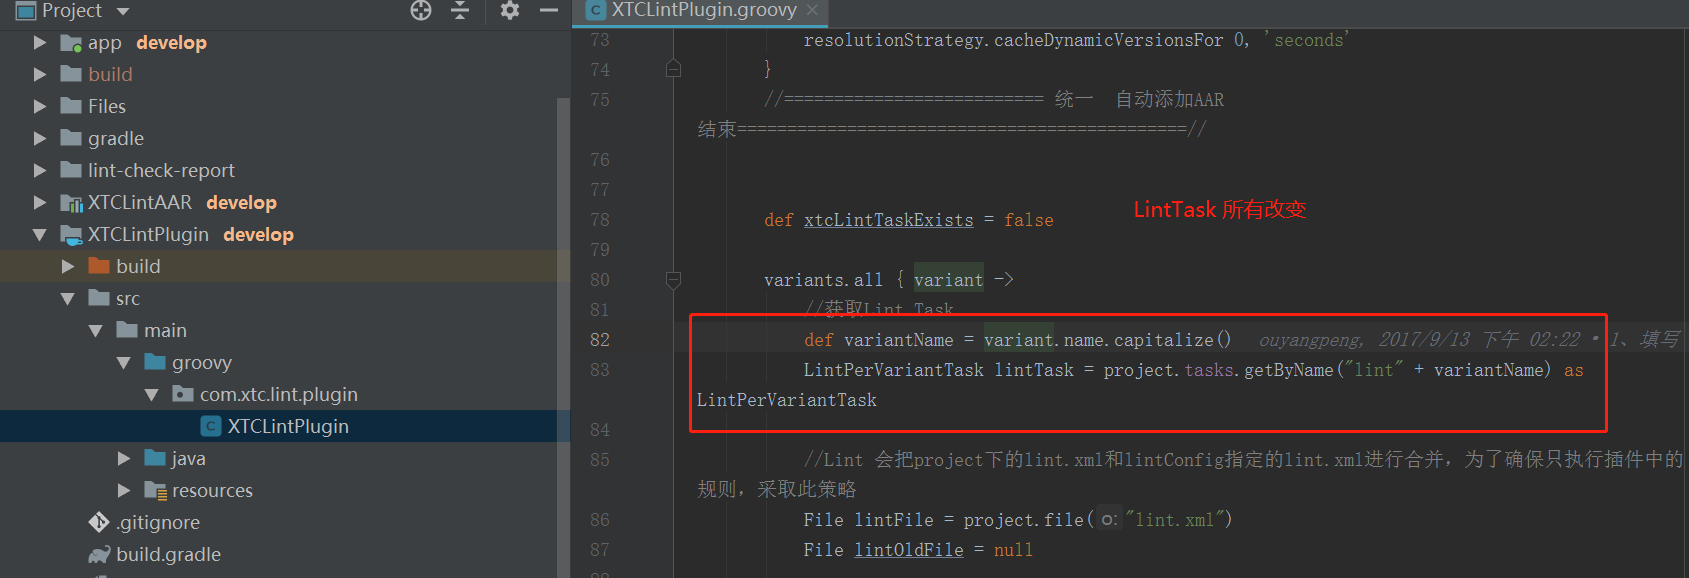 Project
XTCLintPlugin.groovy
app develop
build
Files
gradle
lint-check-report
XTCLintAAR develop
XTCLintPlugin develop
build
src
main
groovy
com.xtc.lint.plugin
XTCLintPlugin
java
resources
.gitignore
build.gradle
73 resolutionStrategy.cacheDynamicVersionsFor 0, 'seconds'
74 }
75 //========================== 统一 自动添加AAR
结束=============================================//
76
77
78 def xtcLintTaskExists = false
LintTask 所有改变
79
80 variants.all { variant ->
81 //获取Lint Task
82 def variantName = variant.name.capitalize() ouyangpeng, 2017/9/13 下午 02:22 • 1、填写
83 LintPerVariantTask lintTask = project.tasks.getByName("lint" + variantName) as
LintPerVariantTask
84
85 //Lint 会把project下的lint.xml和lintConfig指定的lint.xml进行合并，为了确保只执行插件中的
规则，采取此策略
86 File lintFile = project.file( o: "lint.xml")
87 File lintOldFile = null